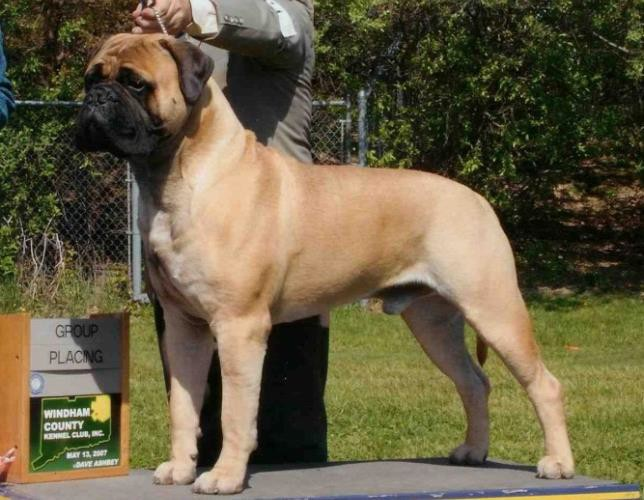 GROUP
PLACING
WINDHAM
COUNTY
KENNEL CLUB, INC.
MAY 13, 2007
©DAVE ASHBEY